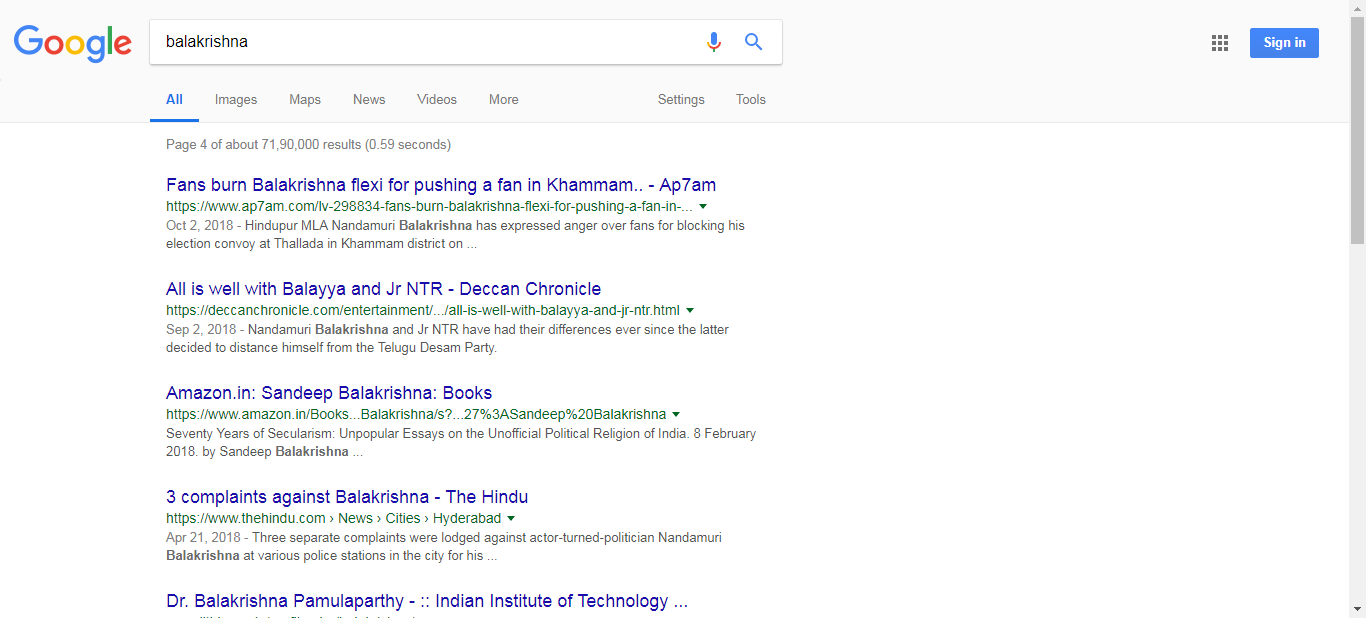 Google
balakrishna
Sign in
All Images Maps News Videos More Settings Tools
Page 4 of about 71,90,000 results (0.59 seconds)
Fans burn Balakrishna flexi for pushing a fan in Khammam.. - Ap7am
https://www.ap7am.com/lv-298834-fans-burn-balakrishna-flexi-for-pushing-a-fan-in-...
Oct 2, 2018 - Hindupur MLA Nandamuri Balakrishna has expressed anger over fans for blocking his
election convoy at Thallada in Khammam district on ...
All is well with Balayya and Jr NTR - Deccan Chronicle
https://deccanchronicle.com/entertainment/.../all-is-well-with-balayya-and-jr-ntr.html
Sep 2, 2018 - Nandamuri Balakrishna and Jr NTR have had their differences ever since the latter
decided to distance himself from the Telugu Desam Party.
Amazon.in: Sandeep Balakrishna: Books
https://www.amazon.in/Books...Balakrishna/s?...27%3ASandeep%20Balakrishna
Seventy Years of Secularism: Unpopular Essays on the Unofficial Political Religion of India. 8 February
2018. by Sandeep Balakrishna ...
3 complaints against Balakrishna - The Hindu
https://www.thehindu.com › News › Cities › Hyderabad
Apr 21, 2018 - Three separate complaints were lodged against actor-turned-politician Nandamuri
Balakrishna at various police stations in the city for his ...
Dr. Balakrishna Pamulaparthy - :: Indian Institute of Technology ...